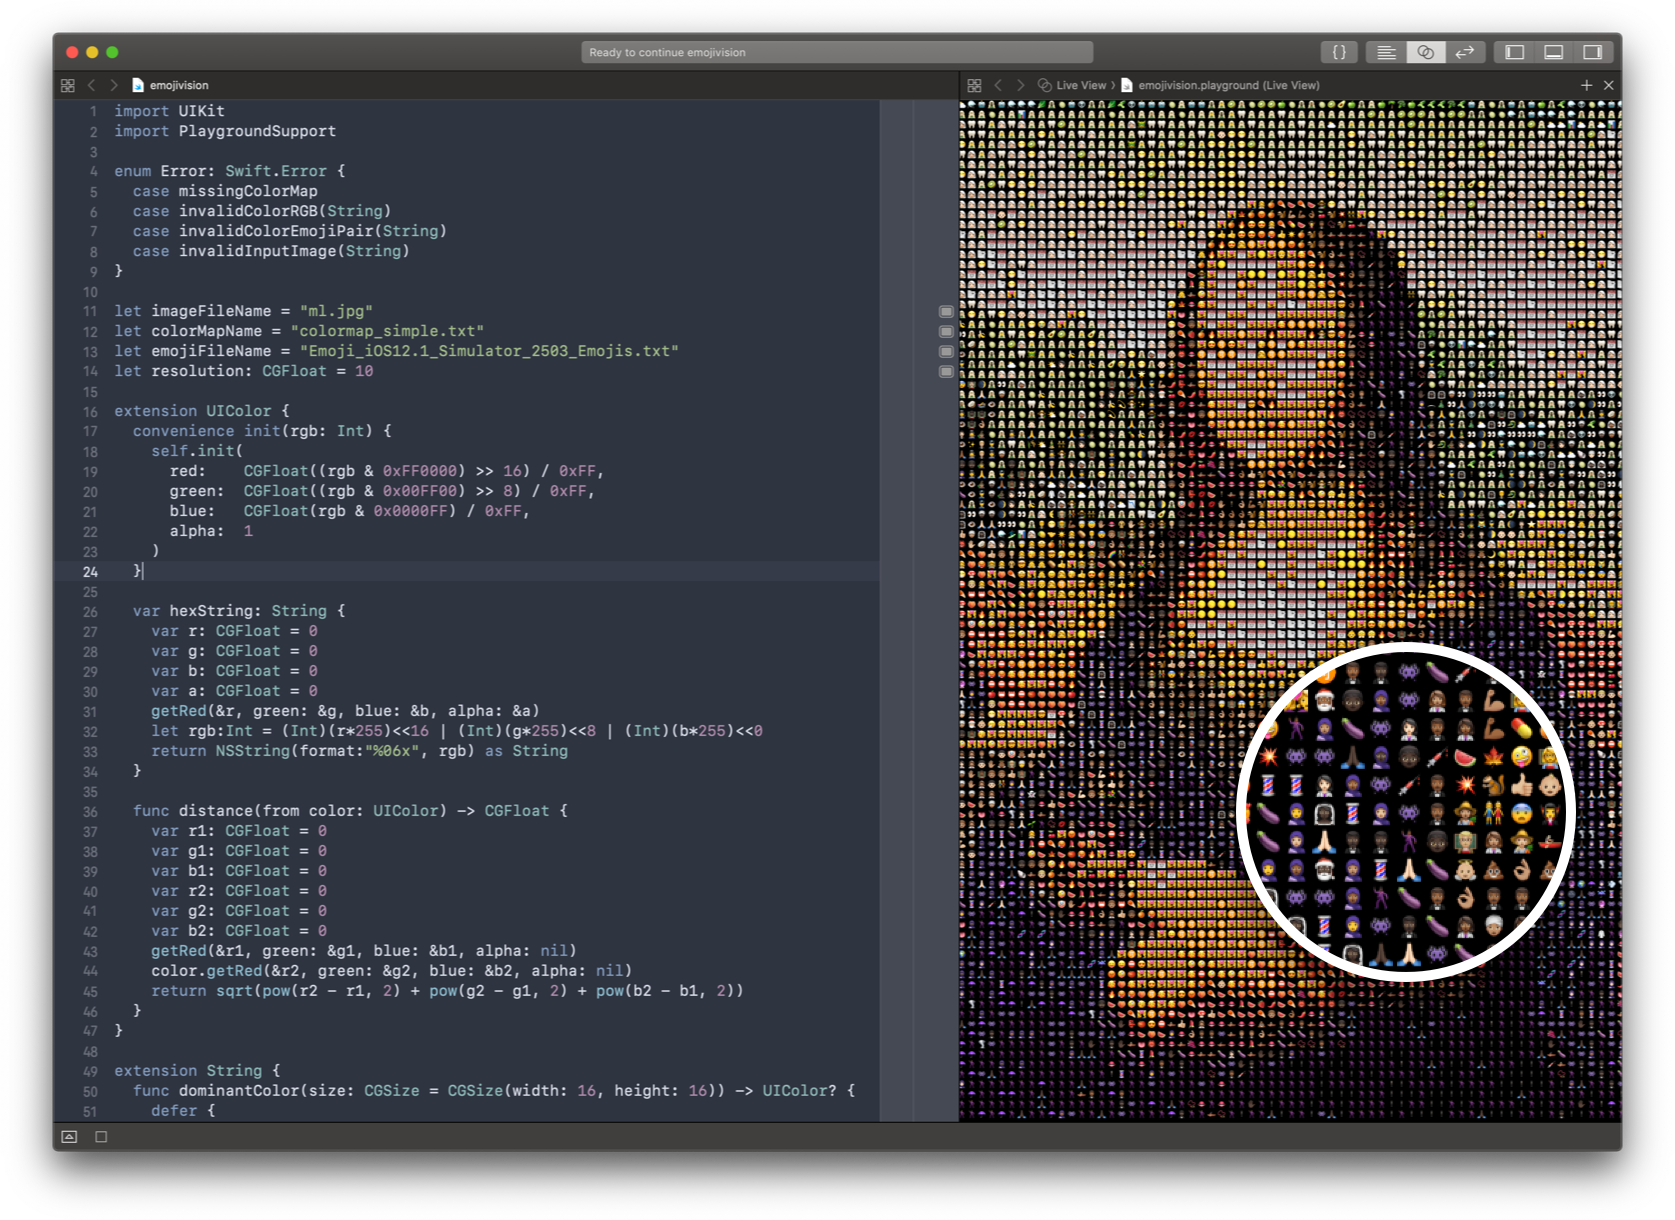 Ready to continue emojivision
{ }
emojivision
Live View
emojivision.playground (Live View)
1 import UIKit
2 import PlaygroundSupport
3
4 enum Error: Swift.Error {
5 case missingColorMap
6 case invalidColorRGB(String)
7 case invalidColorEmojiPair(String)
8 case invalidInputImage(String)
9 }
10
11 let imageFileName = "ml.jpg"
12 let colorMapName = "colormap_simple.txt"
13 let emojiFileName = "Emoji_iOS12.1_Simulator_2503_Emojis.txt"
14 let resolution: CGFloat = 10
15
16 extension UIColor {
17 convenience init(rgb: Int) {
18 self.init(
19 red: CGFloat((rgb & 0xFF0000) >> 16) / 0xFF,
20 green: CGFloat((rgb & 0x00FF00) >> 8) / 0xFF,
21 blue: CGFloat(rgb & 0x0000FF) / 0xFF,
22 alpha: 1
23 )
24 }
25
26 var hexString: String {
27 var r: CGFloat = 0
28 var g: CGFloat = 0
29 var b: CGFloat = 0
30 var a: CGFloat = 0
31 getRed(&r, green: &g, blue: &b, alpha: &a)
32 let rgb:Int = (Int)(r*255)<<16 | (Int)(g*255)<<8 | (Int)(b*255)<<0
33 return NSString(format:"%06x", rgb) as String
34 }
35
36 func distance(from color: UIColor) -> CGFloat {
37 var r1: CGFloat = 0
38 var g1: CGFloat = 0
39 var b1: CGFloat = 0
40 var r2: CGFloat = 0
41 var g2: CGFloat = 0
42 var b2: CGFloat = 0
43 getRed(&r1, green: &g1, blue: &b1, alpha: nil)
44 color.getRed(&r2, green: &g2, blue: &b2, alpha: nil)
45 return sqrt(pow(r2 - r1, 2) + pow(g2 - g1, 2) + pow(b2 - b1, 2))
46 }
47 }
48
49 extension String {
50 func dominantColor(size: CGSize = CGSize(width: 16, height: 16)) -> UIColor? {
51 defer {